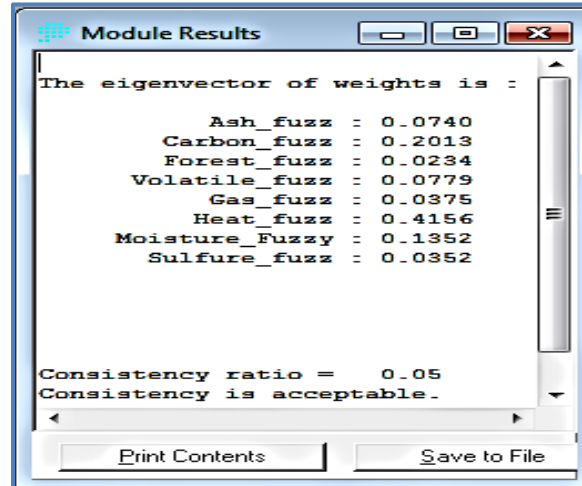 Module Results
The eigenvector of weights is :
Ash_fuzz : 0.0740
Carbon_fuzz : 0.2013
Forest_fuzz : 0.0234
Volatile_fuzz : 0.0779
Gas_fuzz : 0.0375
Heat_fuzz : 0.4156
Moisture_Fuzzy : 0.1352
Sulfure_fuzz : 0.0352
Consistency ratio = 0.05
Consistency is acceptable.
Print Contents Save to File